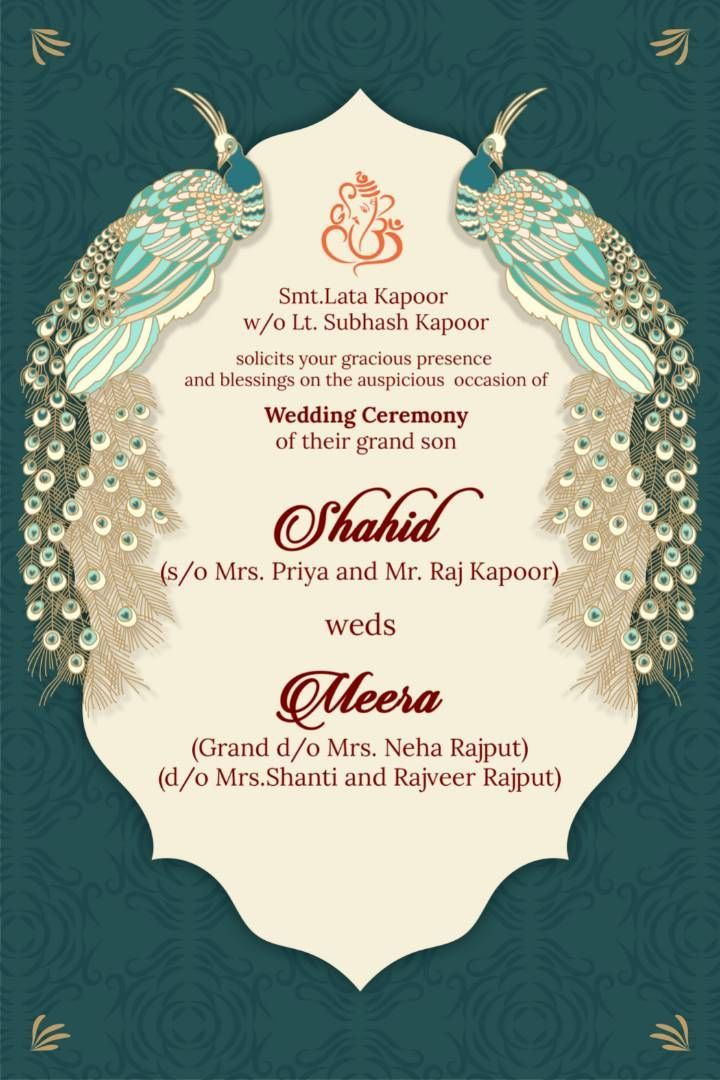 Smt.Lata Kapoor
w/o Lt. Subhash Kapoor
solicits your gracious presence
and blessings on the auspicious occasion of
Wedding Ceremony
of their grand son
Shahid
(s/o Mrs. Priya and Mr. Raj Kapoor)
weds
Meera
(Grand d/o Mrs. Neha Rajput)
(d/o Mrs.Shanti and Rajveer Rajput)